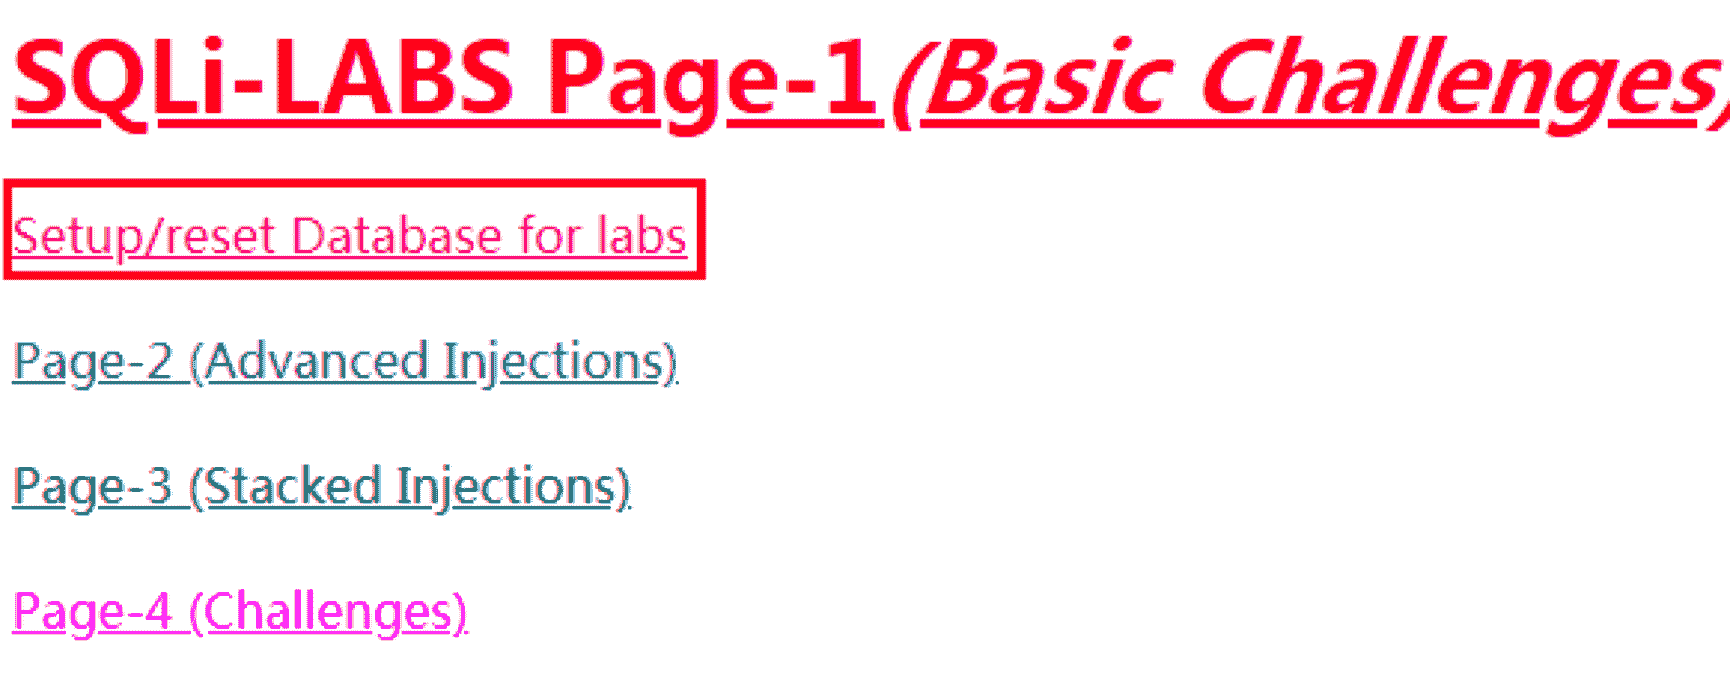 SQLi-LABS Page-1(Basic Challenges)
Setup/reset Database for labs
Page-2 (Advanced Injections)
Page-3 (Stacked Injections)
Page-4 (Challenges)